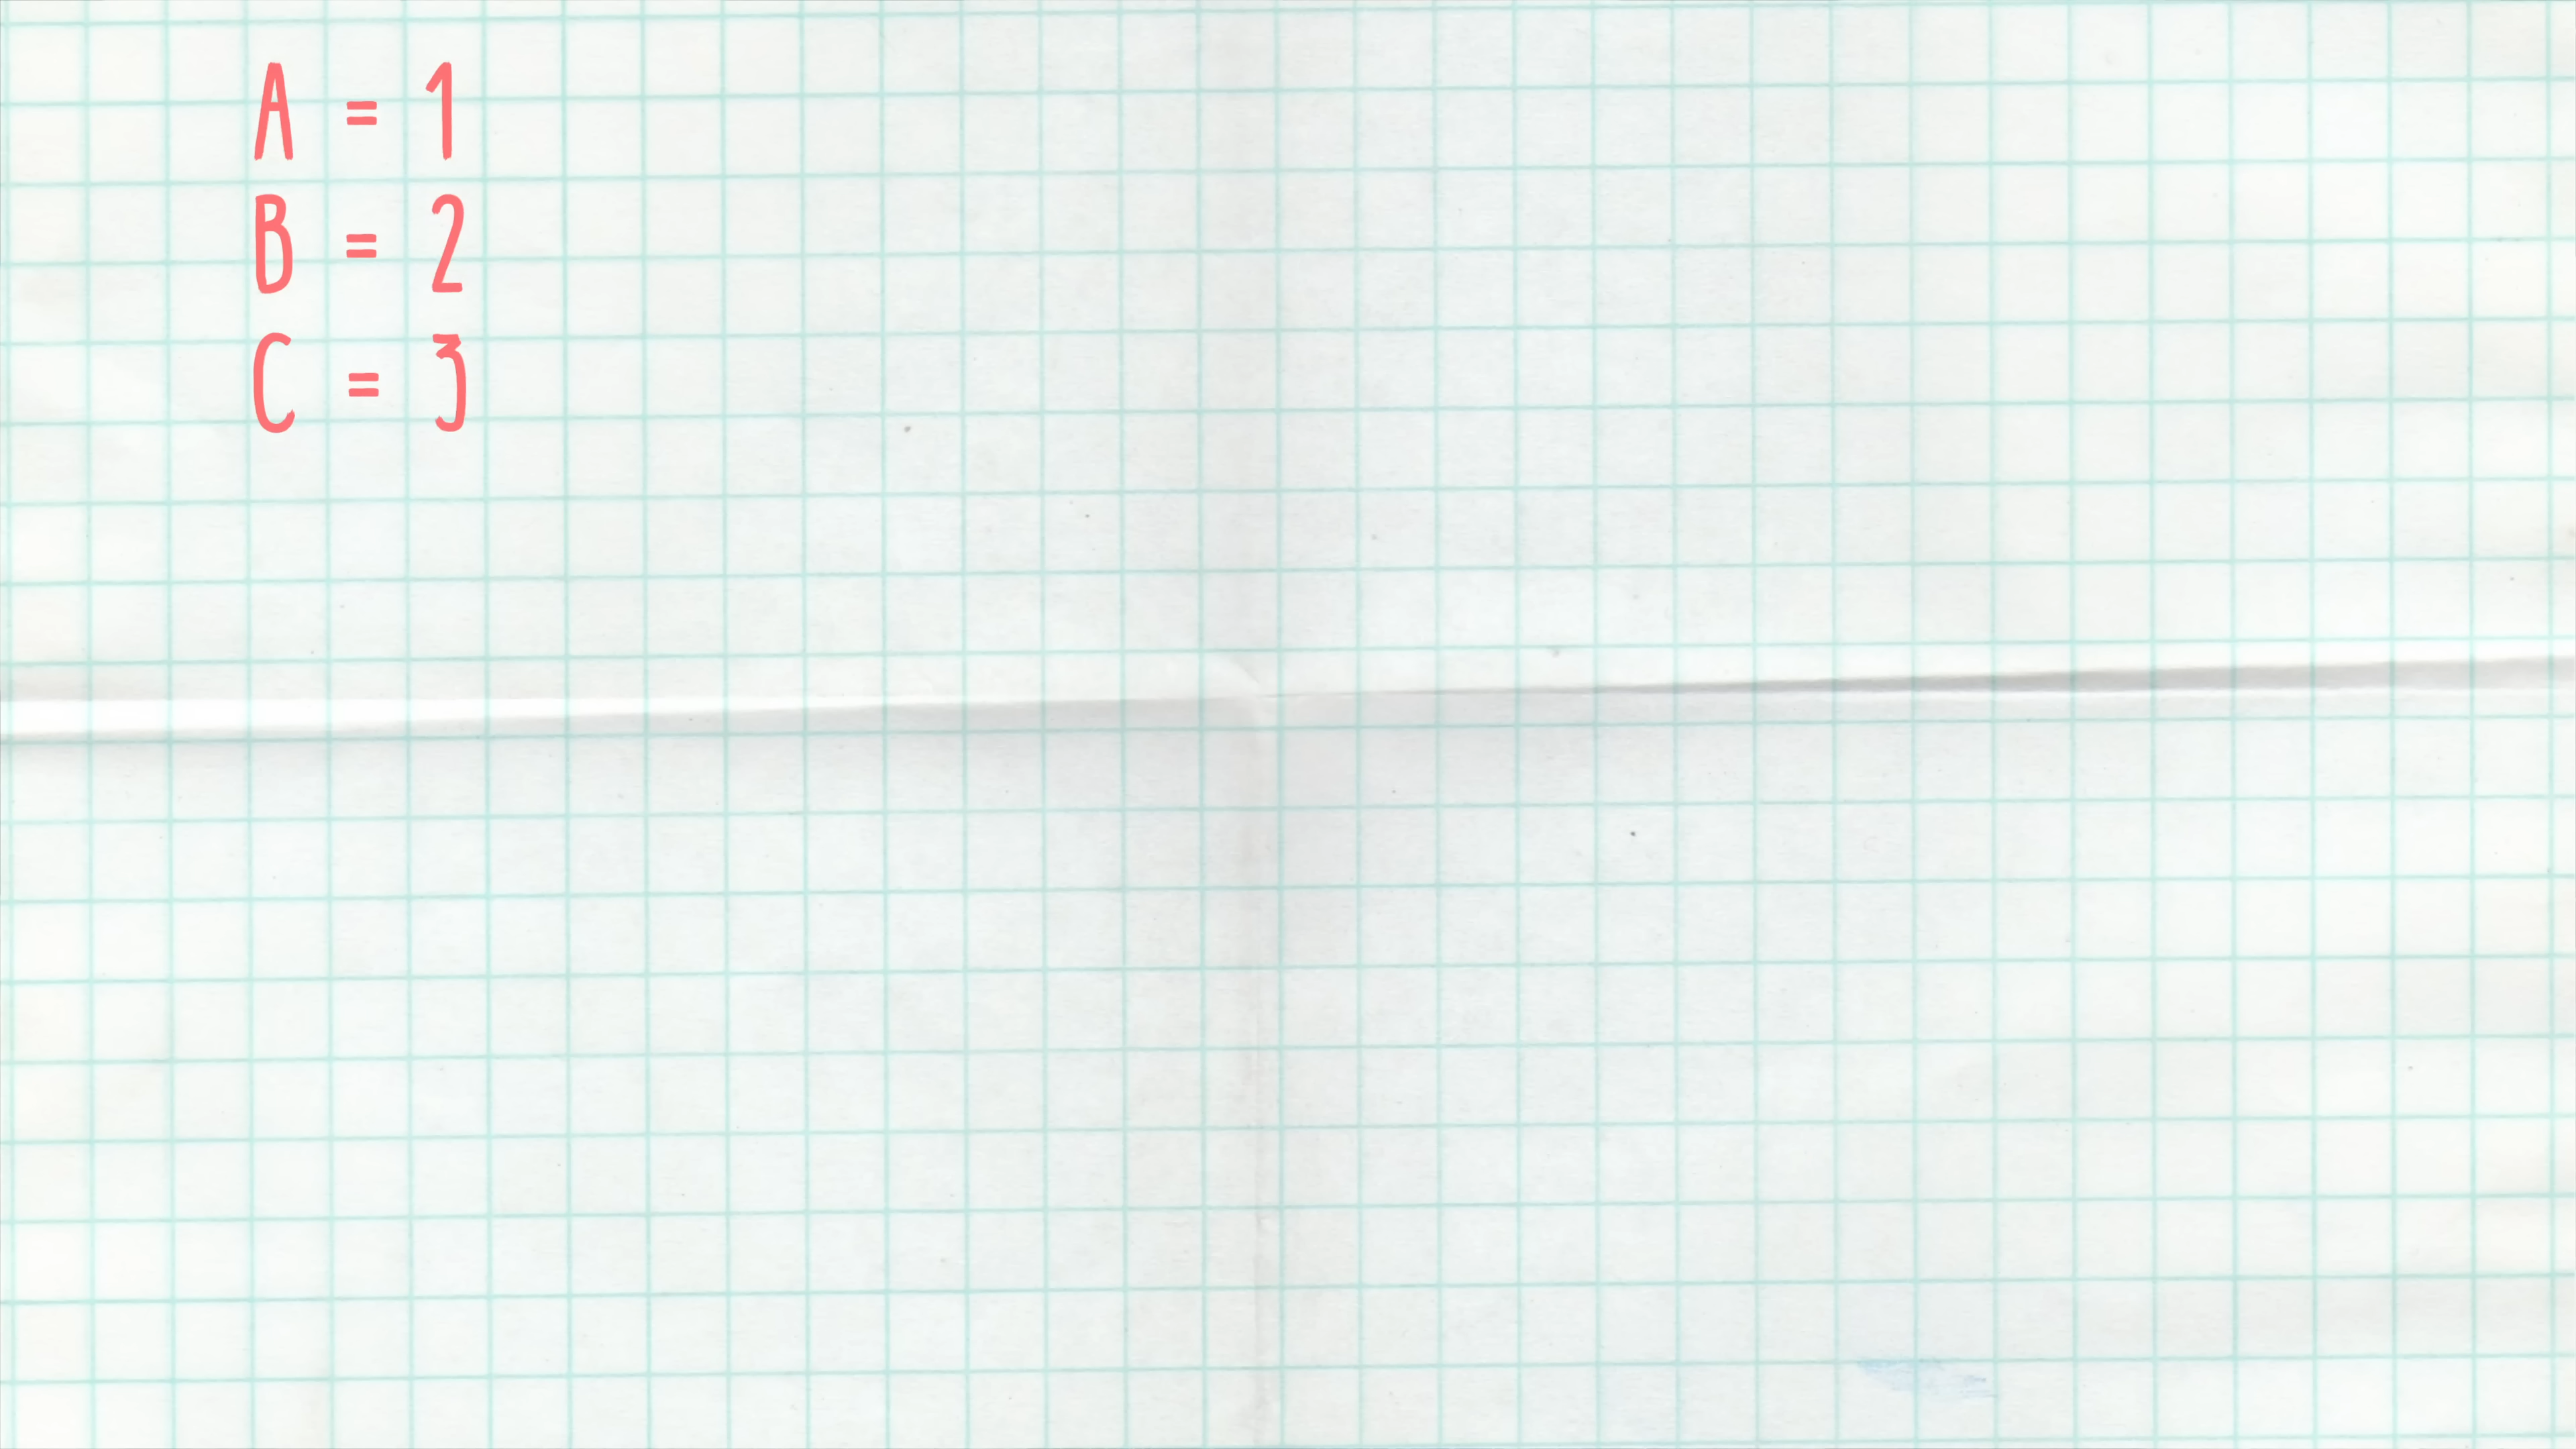 A = 1
B = 2
C = 3